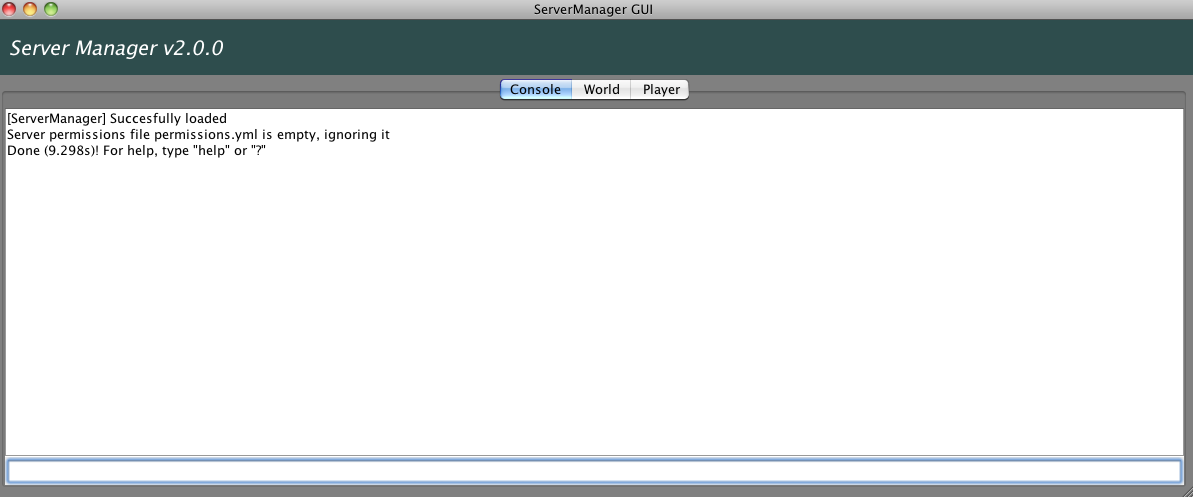 ServerManager GUI
Server Manager v2.0.0
Console World Player
[ServerManager] Succesfully loaded
Server permissions file permissions.yml is empty, ignoring it
Done (9.298s)! For help, type "help" or "?"